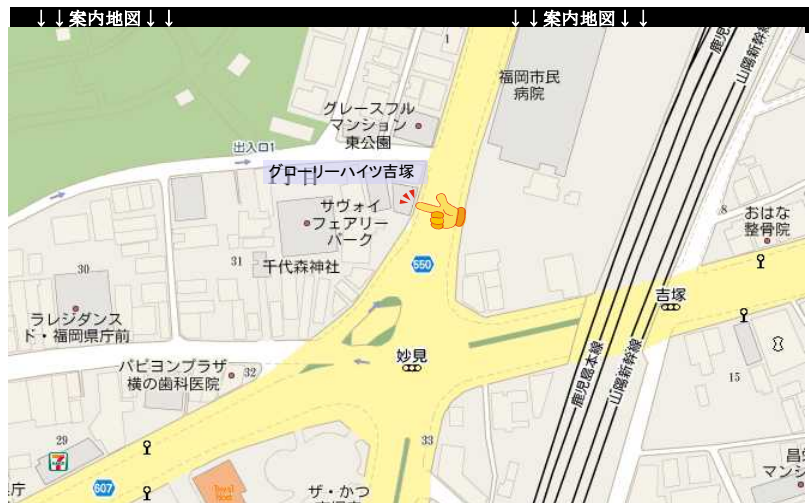 ↓↓案内地図↓↓
↓↓案内地図↓↓
1
鹿児
山陽新幹線
福岡市民
病院
グレースフル
マンション
東公園
出入口1
グローリーハイツ吉塚
サヴォイ
フェアリー
パーク
8
おはな
整骨院
550
31
千代森神社
30
吉塚
ラレジダンス
ド・福岡県庁前
妙見
鹿児島本線
山陽新幹線
パピヨンプラザ
横の歯科医院
32
15
29
33
庁
607
ザ・かつ
マンシ